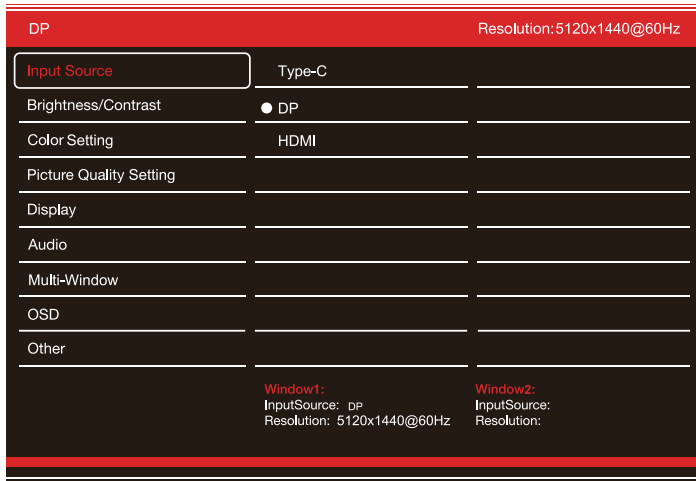 DP Resolution:5120x1440@60Hz
Input Source Type-C
Brightness/Contrast DP
Color Setting HDMI
Picture Quality Setting
Display
Audio
Multi-Window
OSD
Other
Window1: Window2:
InputSource: DP InputSource:
Resolution: 5120x1440@60Hz Resolution: